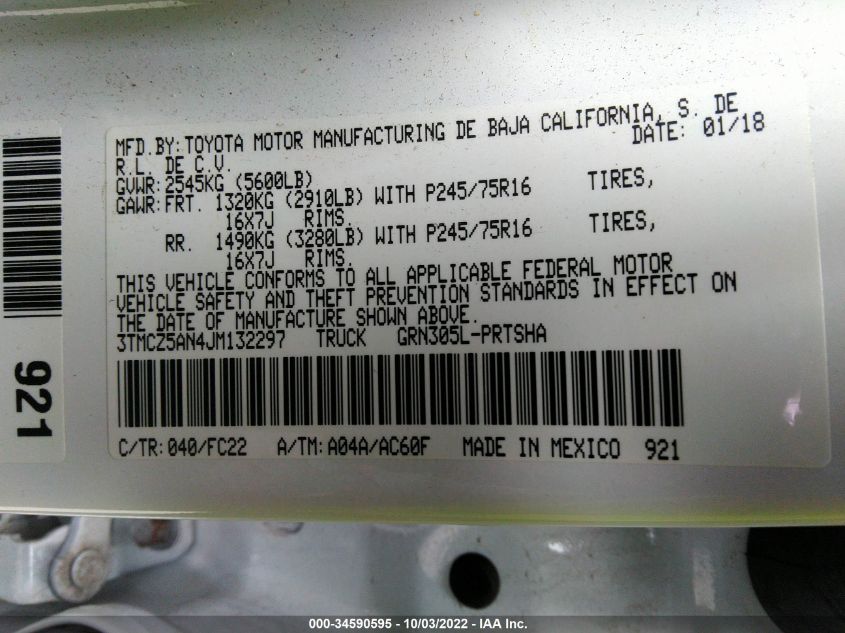 MFD.BY:TOYOTA MOTOR MANUFACTURING DE BAJA CALIFORNIA, S. DE
R.L. DE C.V. DATE: 01/18
GVWR:2545KG (5600LB)
GAWR:FRT. 1320KG (2910LB) WITH P245/75R16 TIRES,
16X7J RIMS.
RR. 1490KG (3280LB) WITH P245/75R16 TIRES,
16X7J RIMS.
THIS VEHICLE CONFORMS TO ALL APPLICABLE FEDERAL MOTOR
VEHICLE SAFETY AND THEFT PREVENTION STANDARDS IN EFFECT ON
THE DATE OF MANUFACTURE SHOWN ABOVE.
3TMCZ5AN4JM132297 TRUCK GRN305L-PRTSHA
C/TR:040/FC22 A/TM:A04A/AC60F MADE IN MEXICO 921
921
000-34590595 - 10/03/2022 - IAA Inc.